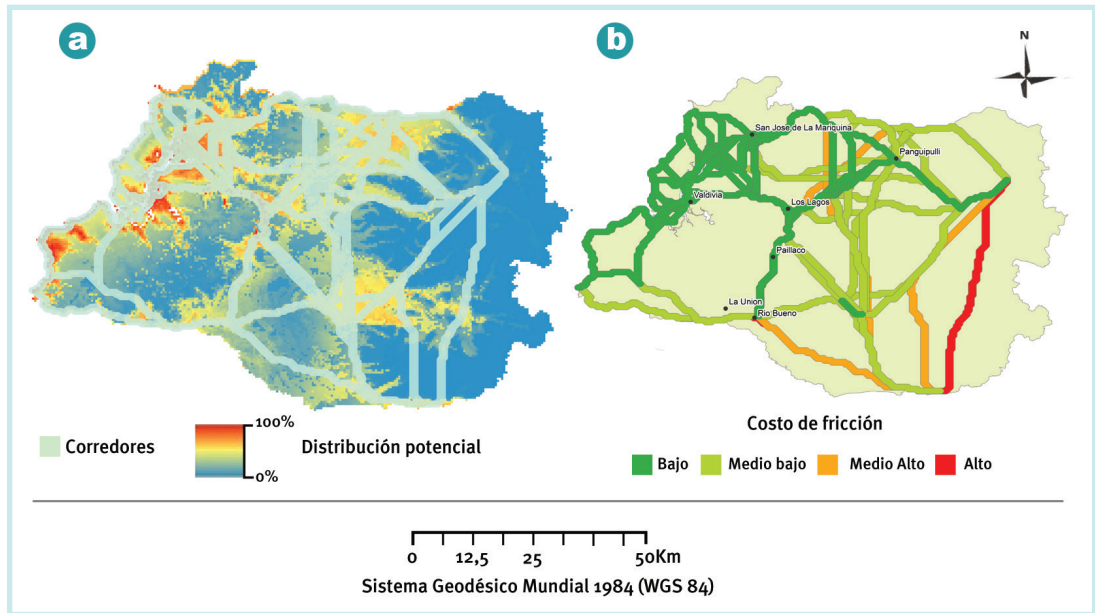 a
b
N
San Jose de La Mariquina
Panguipulli
Valdivia
Los Lagos
Paillaco
La Union
Rio Bueno
Corredores
100%
0%
Distribución potencial
Costo de fricción
Bajo
Medio bajo
Medio Alto
Alto
0 12,5 25 50Km
Sistema Geodésico Mundial 1984 (WGS 84)